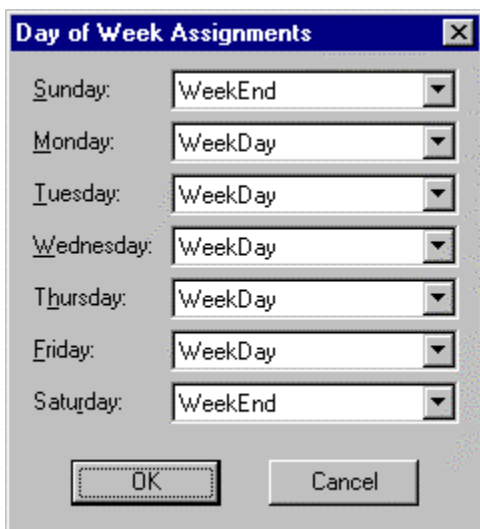 Day of Week Assignments
Sunday: WeekEnd
Monday: WeekDay
Tuesday: WeekDay
Wednesday: WeekDay
Thursday: WeekDay
Friday: WeekDay
Saturday: WeekEnd
OK Cancel